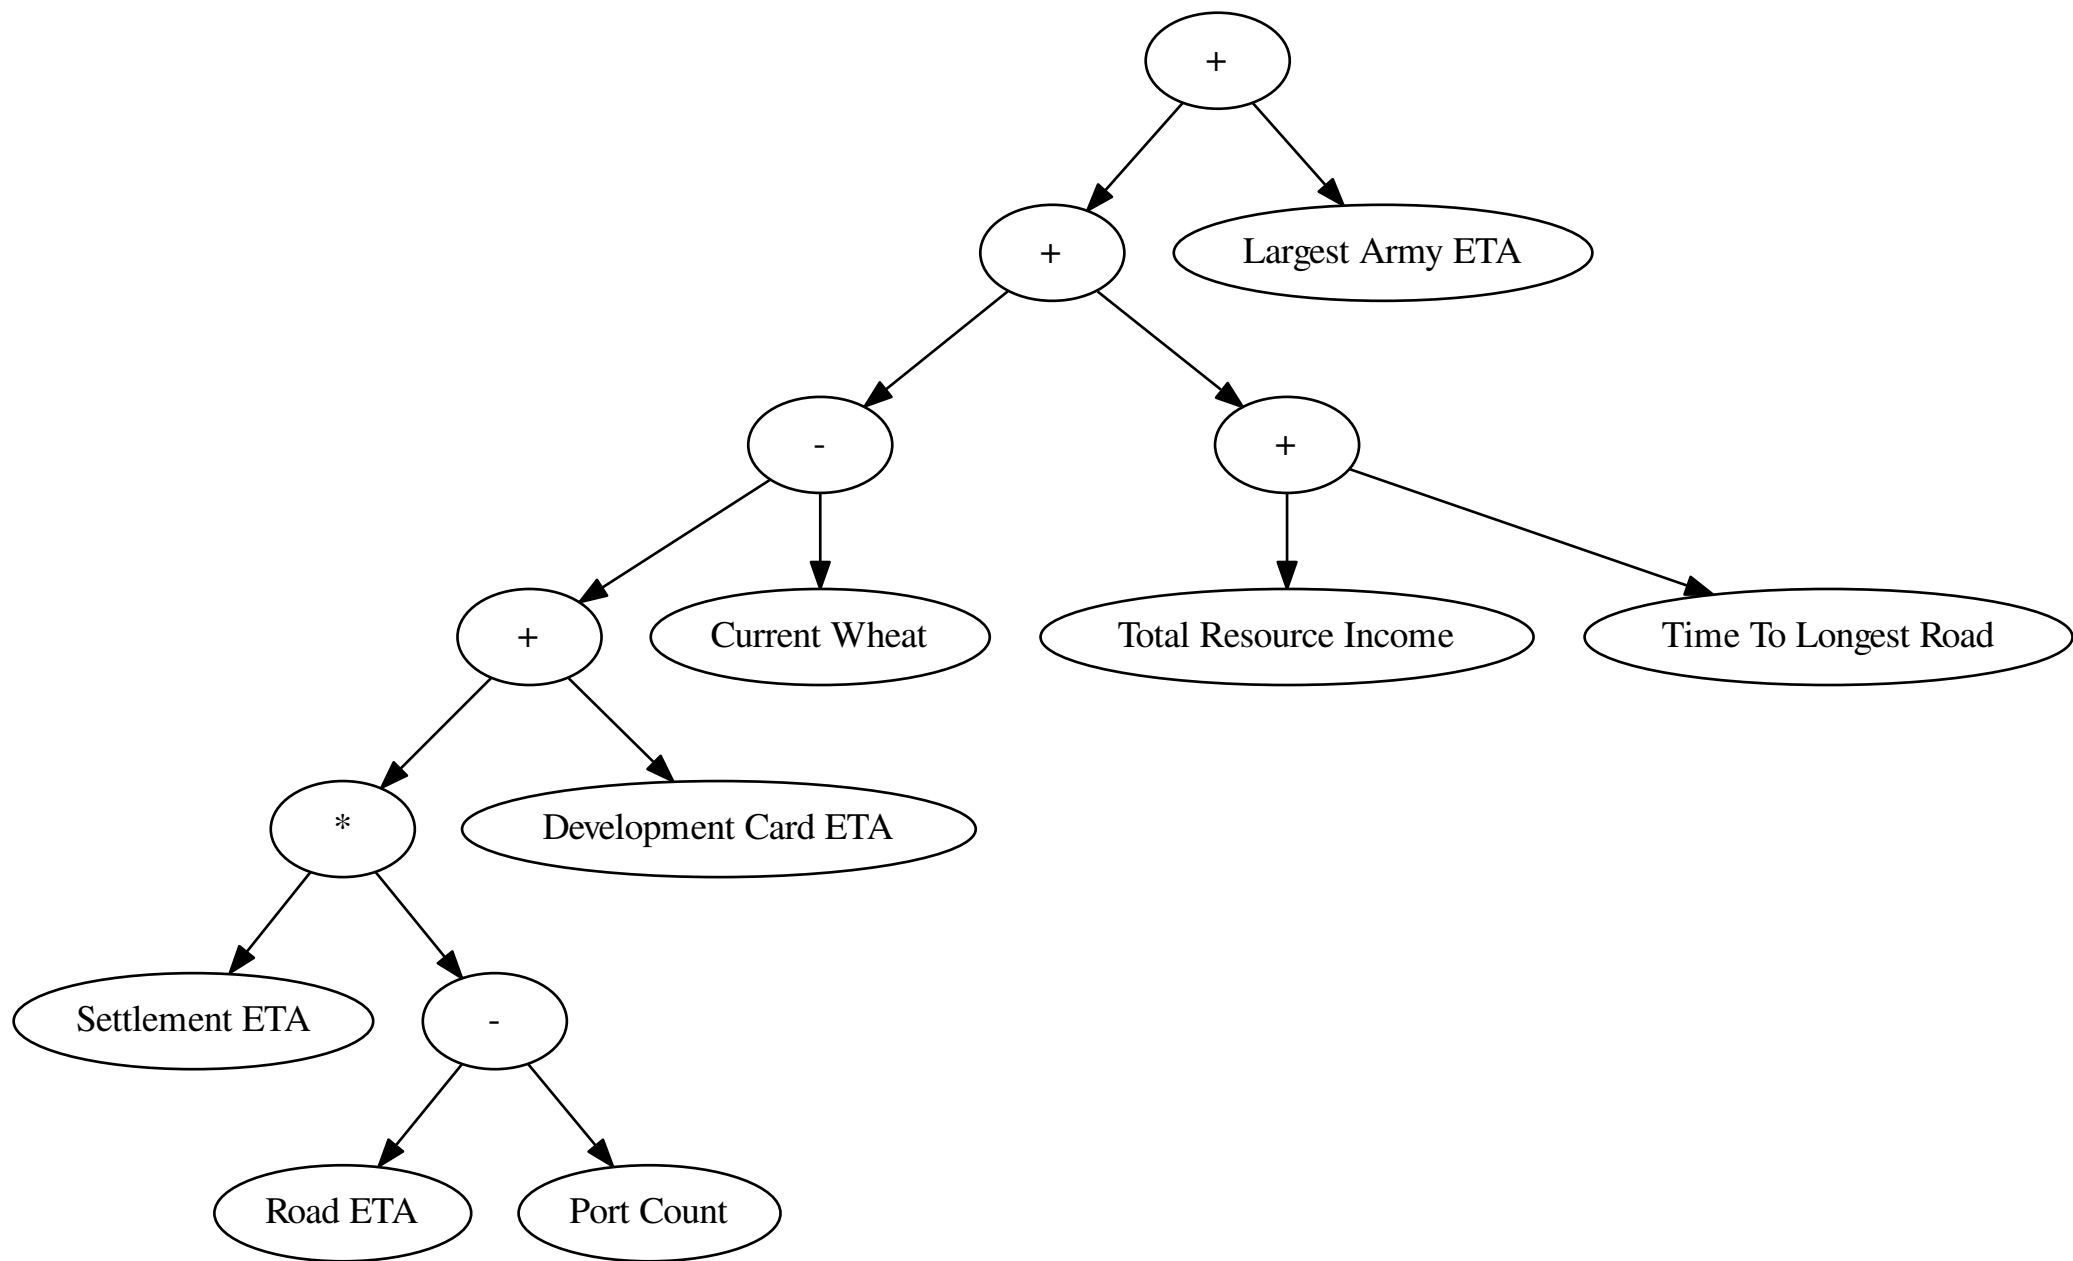 +
+
Largest Army ETA
-
+
+
Current Wheat
Total Resource Income
Time To Longest Road
*
Development Card ETA
Settlement ETA
-
Road ETA
Port Count